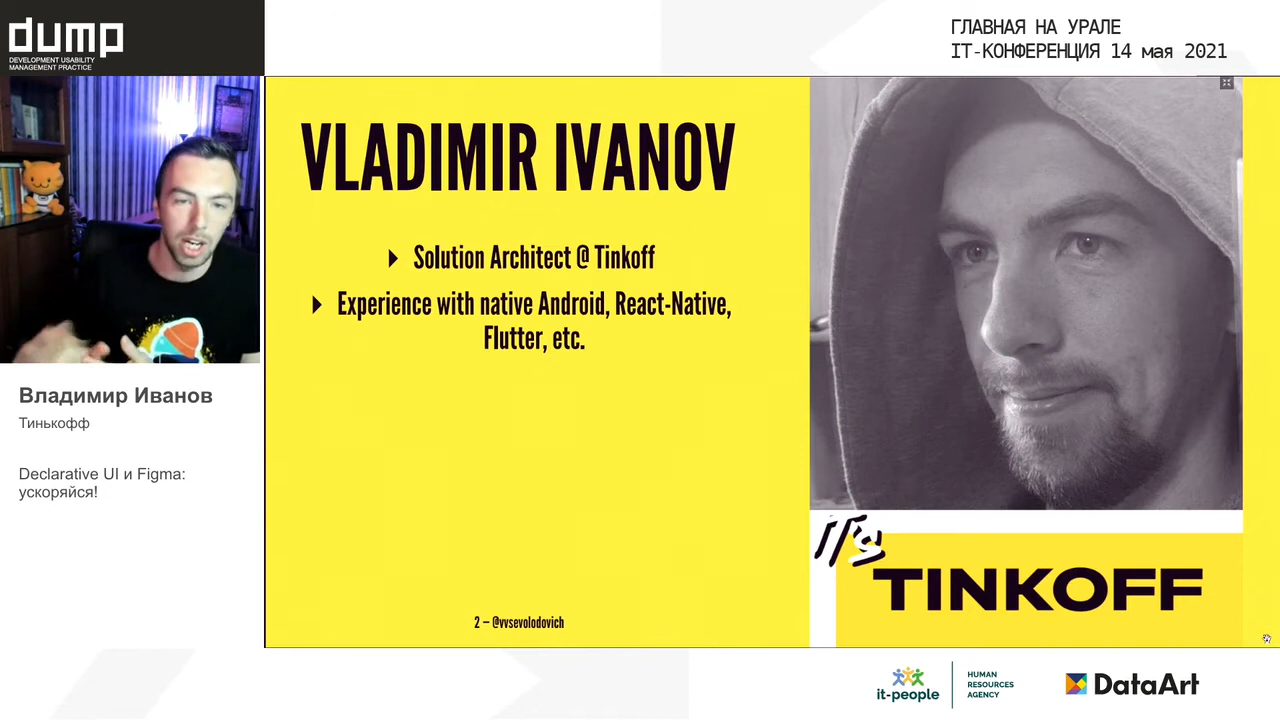 dump
DEVELOPMENT USABILITY
MANAGEMENT PRACTICE
ГЛАВНАЯ НА УРАЛЕ
IT-КОНФЕРЕНЦИЯ 14 мая 2021
Владимир Иванов
Тинькофф
Declarative UI и Figma:
ускоряйся!
VLADIMIR IVANOV
Solution Architect @ Tinkoff
Experience with native Android, React-Native,
Flutter, etc.
2 – @vvsevolodovich
IT'S
TINKOFF
it-people
HUMAN
RESOURCES
AGENCY
DataArt